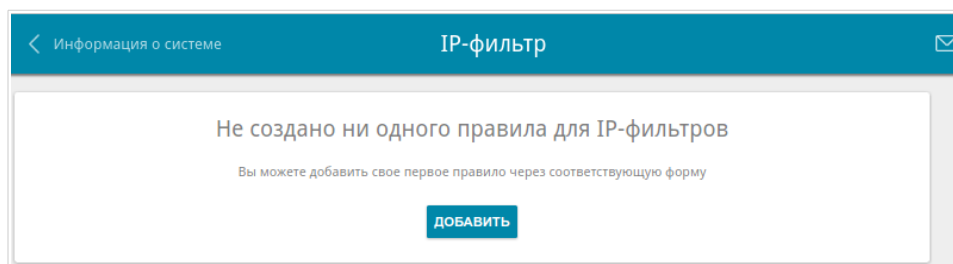 Информация о системе
IP-фильтр
Не создано ни одного правила для IP-фильтров
Вы можете добавить свое первое правило через соответствующую форму
ДОБАВИТЬ